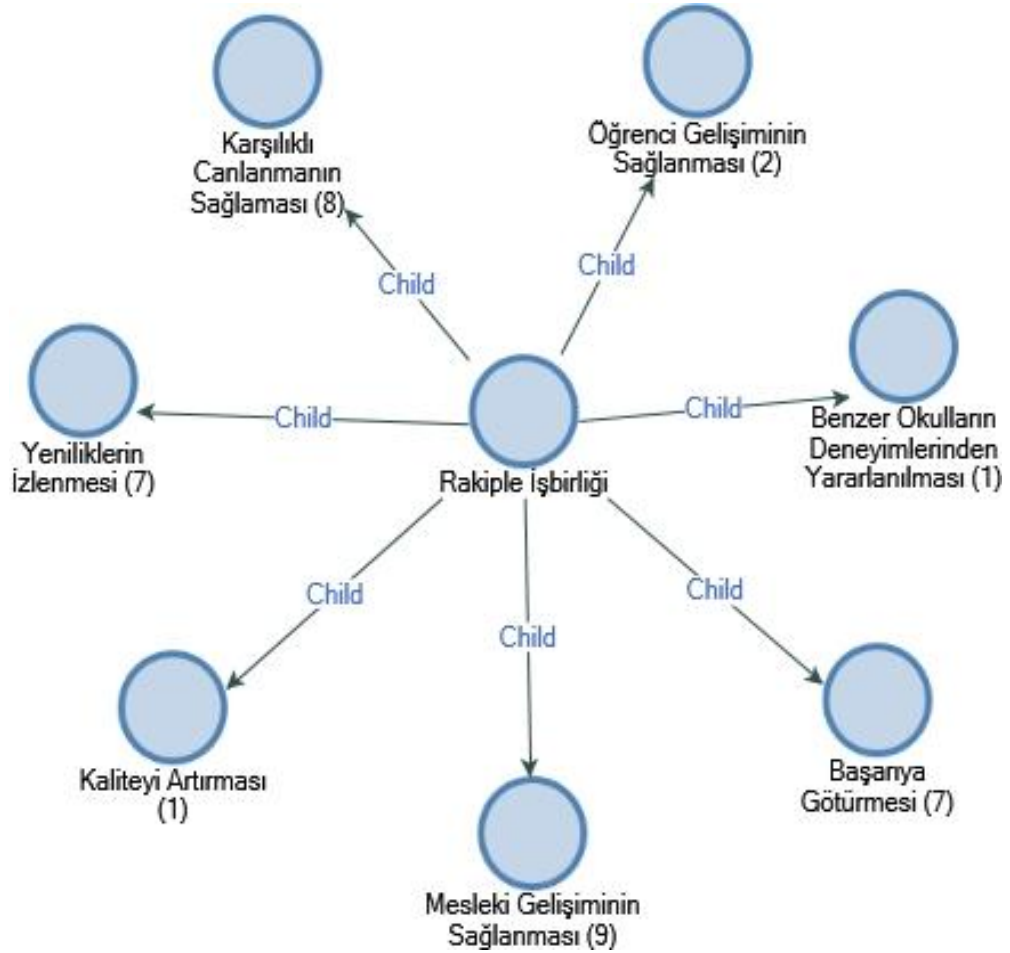 Karşılıklı
Canlanmanın
Sağlaması (8)
Öğrenci Gelişiminin
Sağlanması (2)
Child
Child
Yeniliklerin
İzlenmesi (7)
Child
Rakiple İşbirliği
Child
Benzer Okulların
Deneyimlerinden
Yararlanılması (1)
Child
Child
Child
Kaliteyi Artırması
(1)
Mesleki Gelişiminin
Sağlanması (9)
Başarıya
Götürmesi (7)